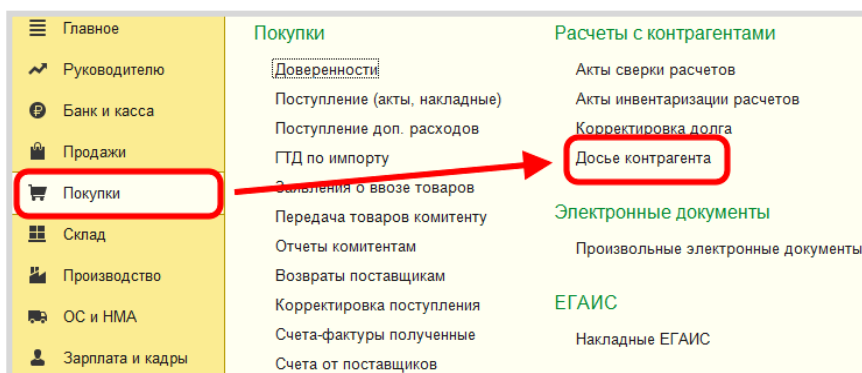 Главное
Руководителю
Банк и касса
Продажи
Покупки
Склад
Производство
ОС и НМА
Зарплата и кадры
Покупки
Доверенности
Поступление (акты, накладные)
Поступление доп. расходов
ГТД по импорту
Заявления о ввозе товаров
Передача товаров комитенту
Отчеты комитентам
Возвраты поставщикам
Корректировка поступления
Счета-фактуры полученные
Счета от поставщиков
Расчеты с контрагентами
Акты сверки расчетов
Акты инвентаризации расчетов
Корректировка долга
Досье контрагента
Электронные документы
Произвольные электронные документы
ЕГАИС
Накладные ЕГАИС